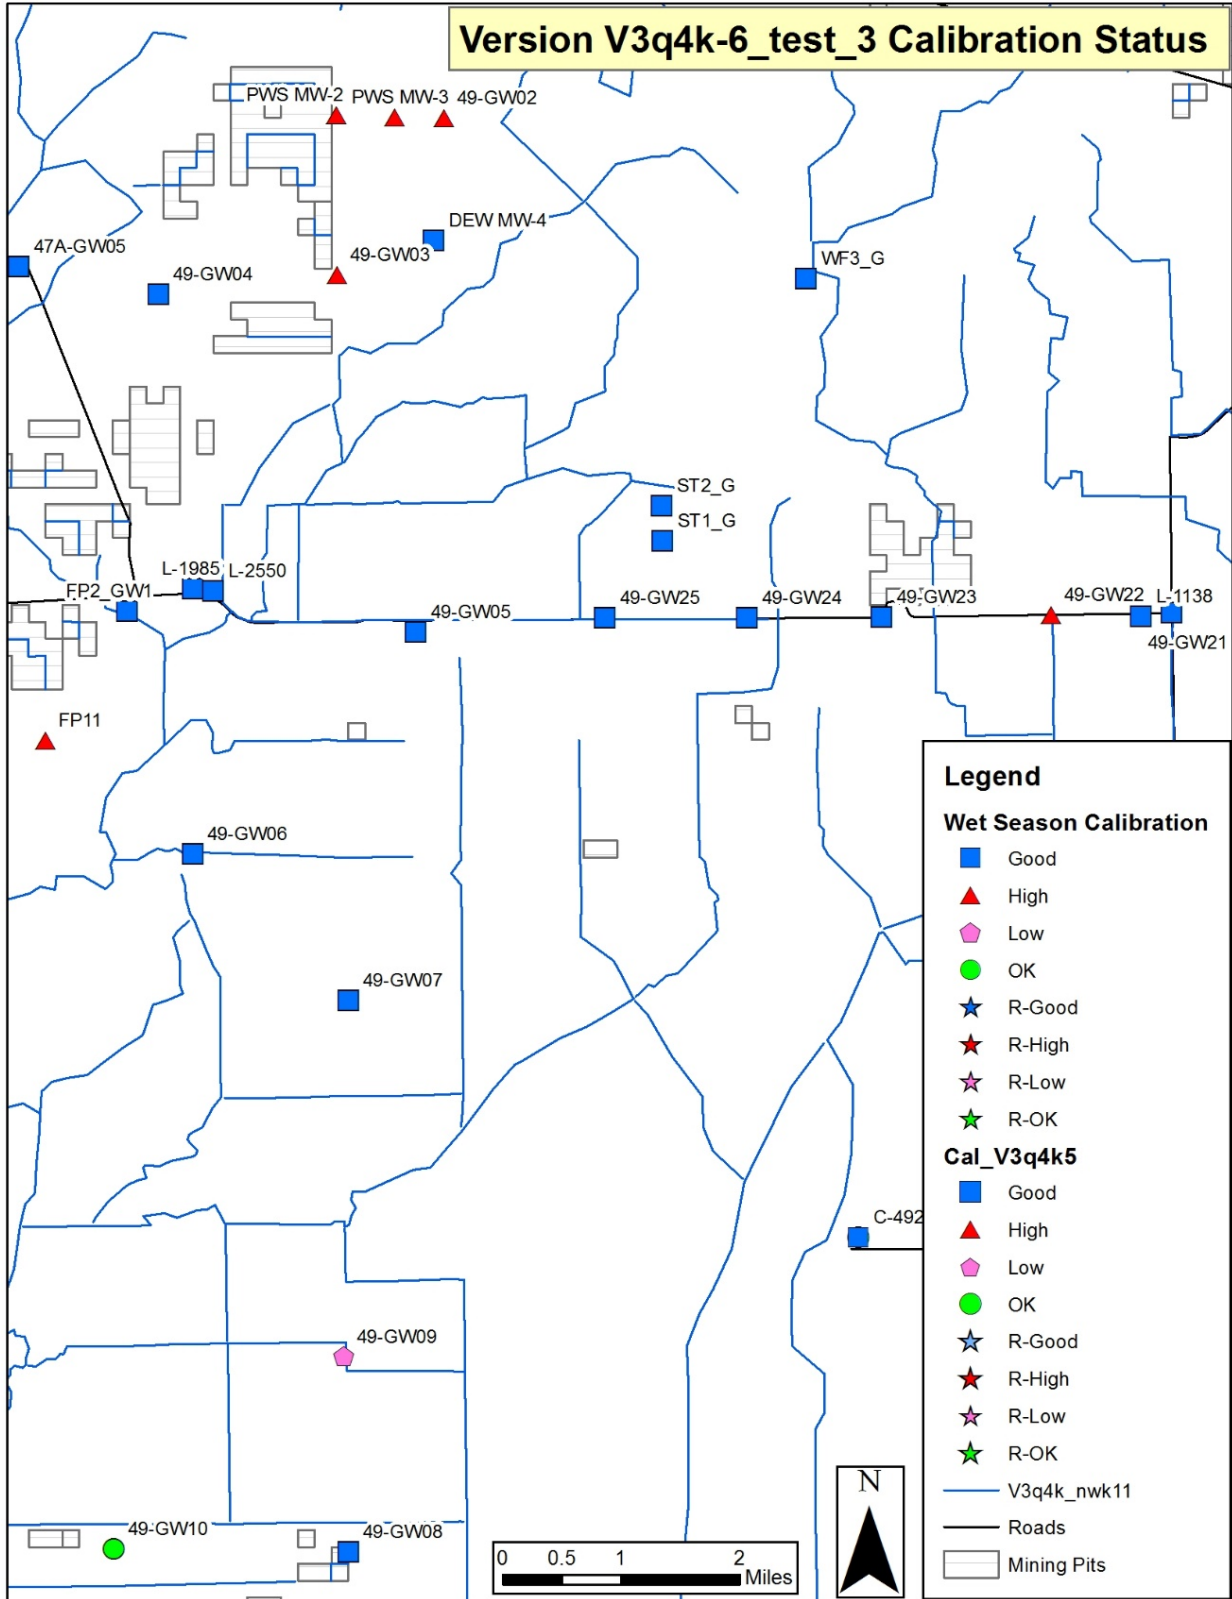 Version V3q4k-6_test_3 Calibration Status
PWS MW-2
PWS MW-3
49-GW02
DEW MW-4
47A-GW05
49-GW03
WF3_G
49-GW04
ST2_G
ST1_G
L-1985
L-2550
FP2_GW1
49-GW05
49-GW25
49-GW24
49-GW23
49-GW22
L-1138
49-GW21
FP11
49-GW06
49-GW07
C-492
49-GW09
49-GW10
49-GW08
Legend
Wet Season Calibration
Good
High
Low
OK
R-Good
R-High
R-Low
R-OK
Cal_V3q4k5
Good
High
Low
OK
R-Good
R-High
R-Low
R-OK
V3q4k_nwk11
Roads
Mining Pits
N
0 0.5 1 2
Miles